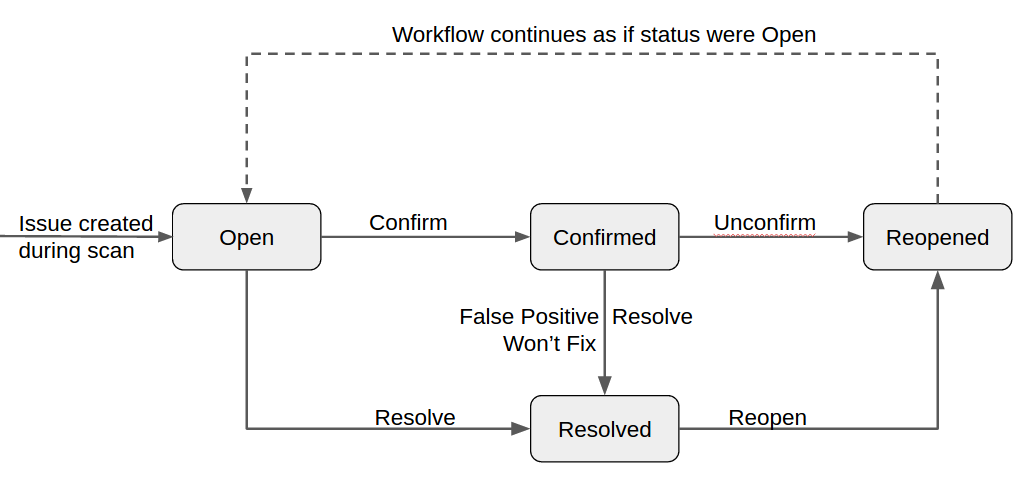 Workflow continues as if status were Open
Issue created
during scan
Open
Confirm
Confirmed
Unconfirm
Reopened
False Positive
Won’t Fix
Resolve
Resolve
Resolved
Reopen